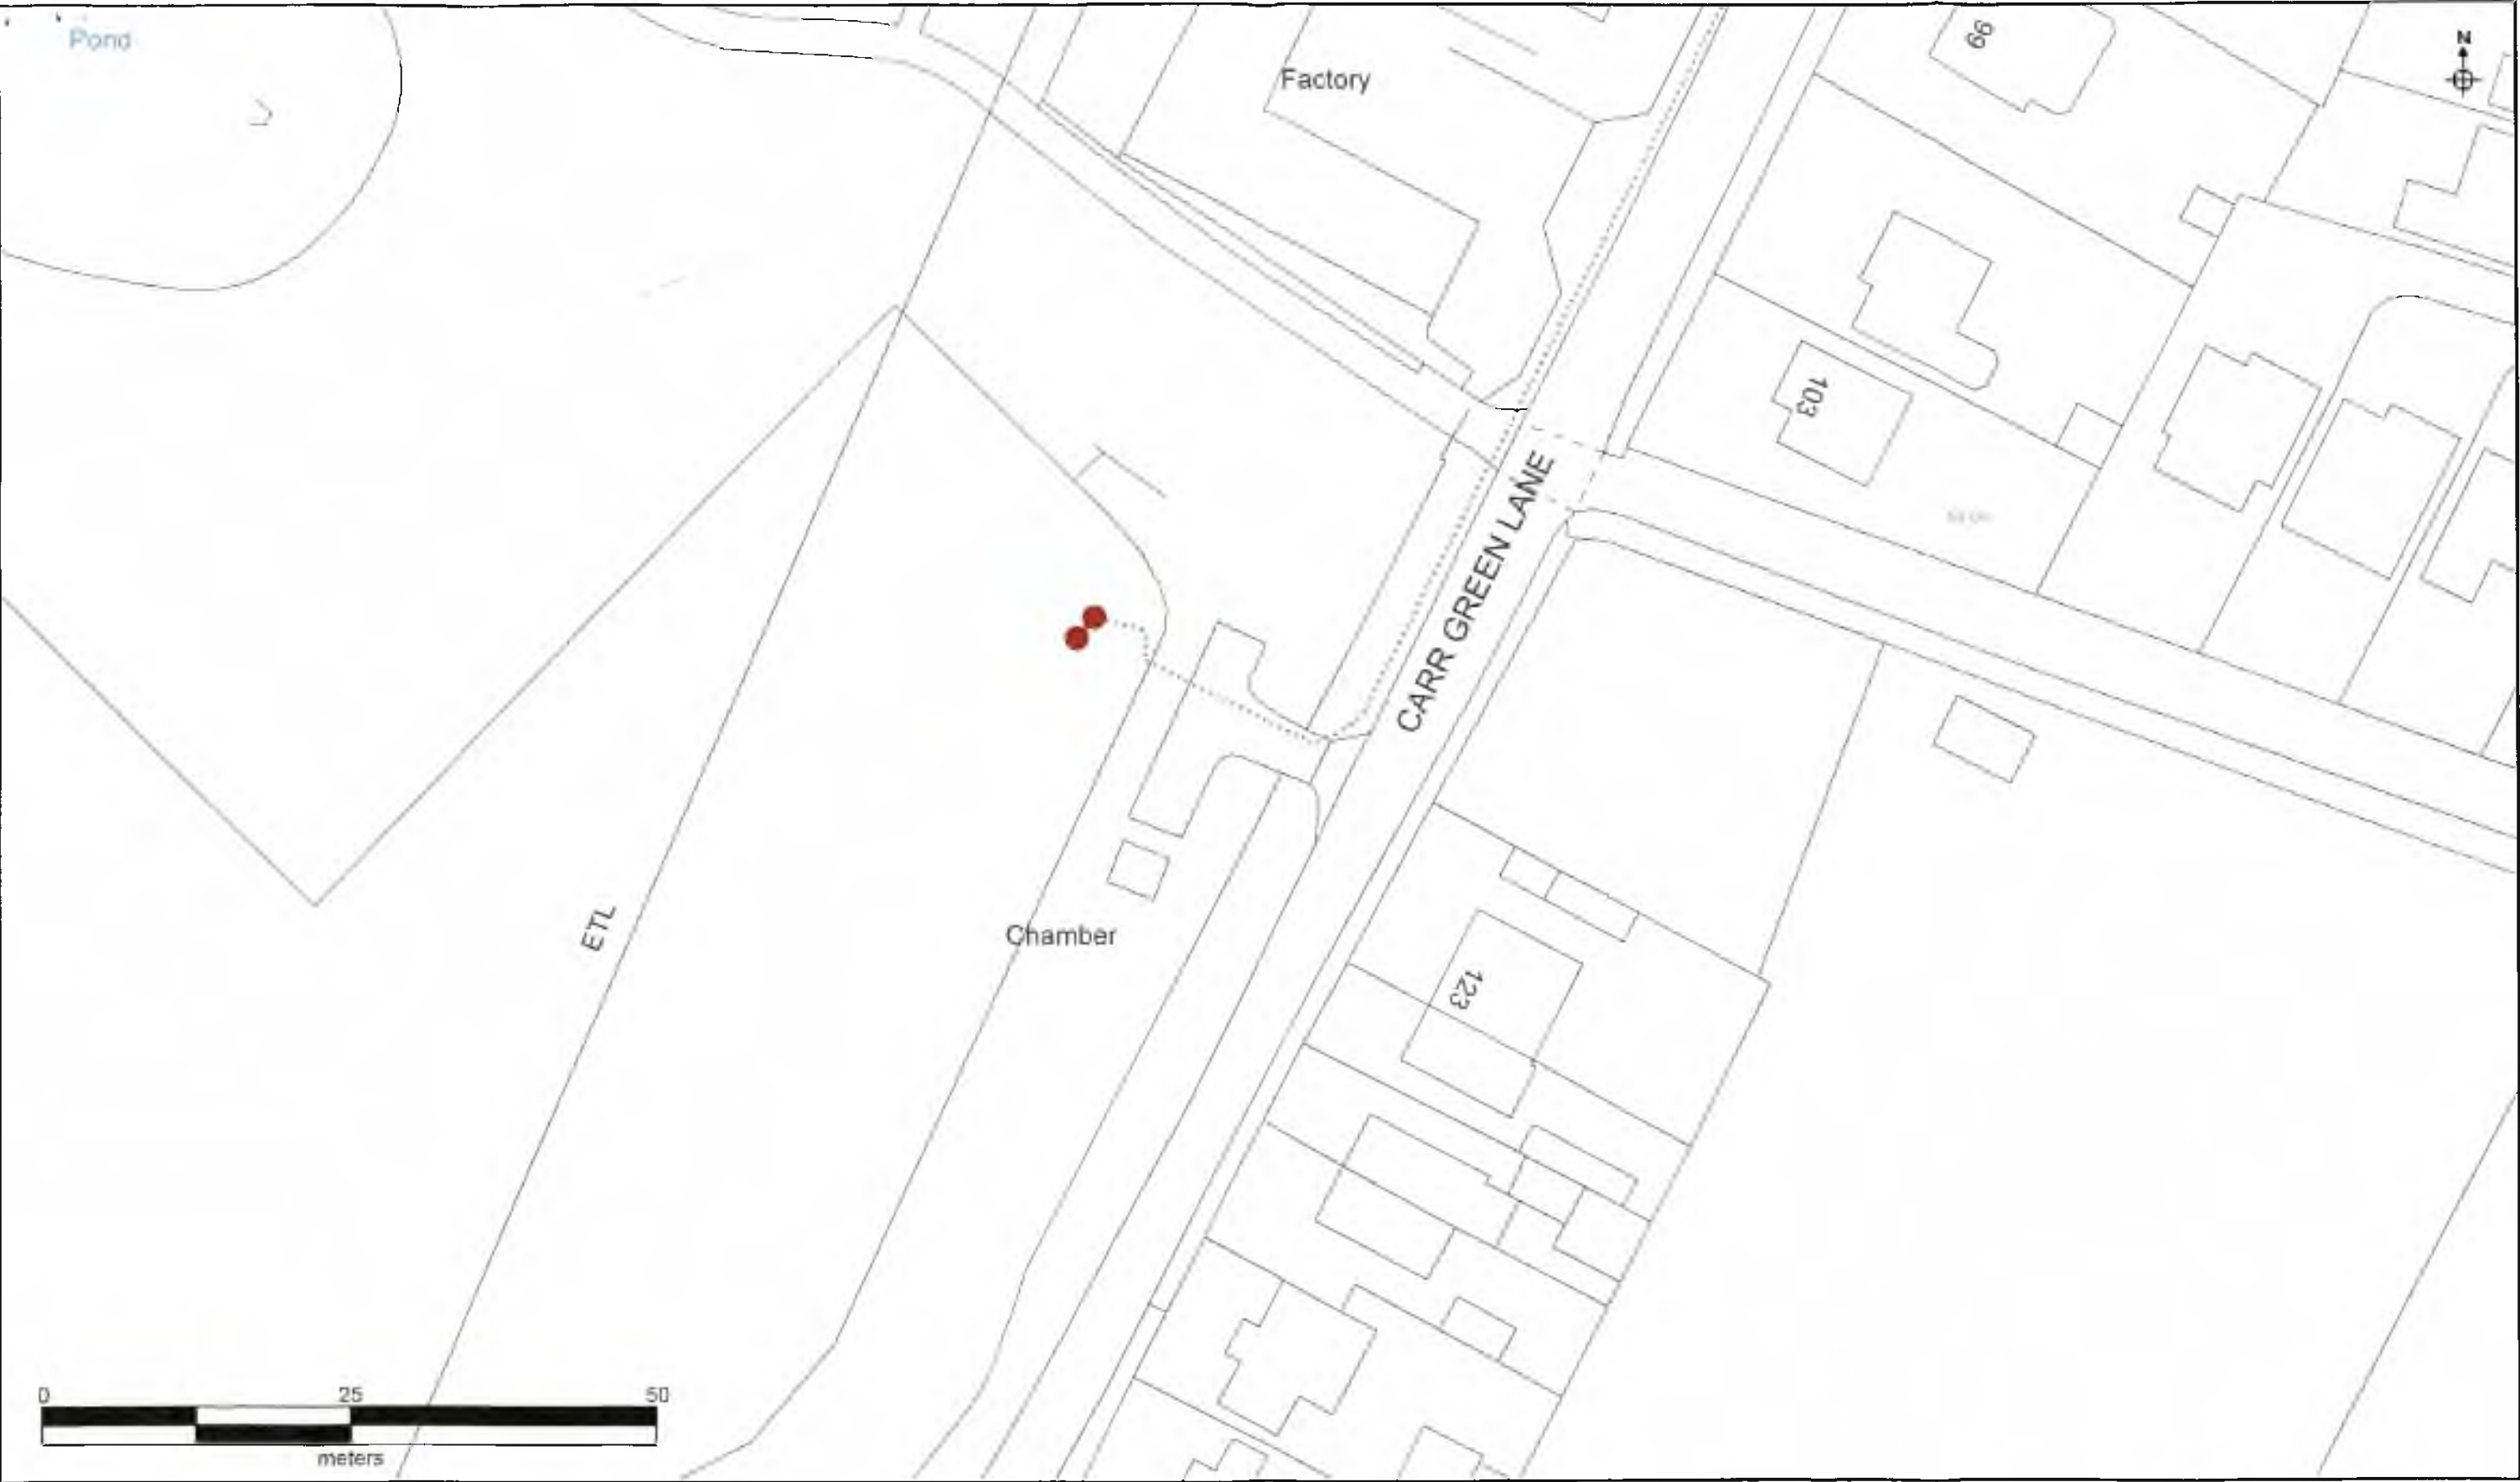 Pond
Factory
99
N
103
CARR GREEN LANE
ETL
Chamber
123
0 25 50
meters